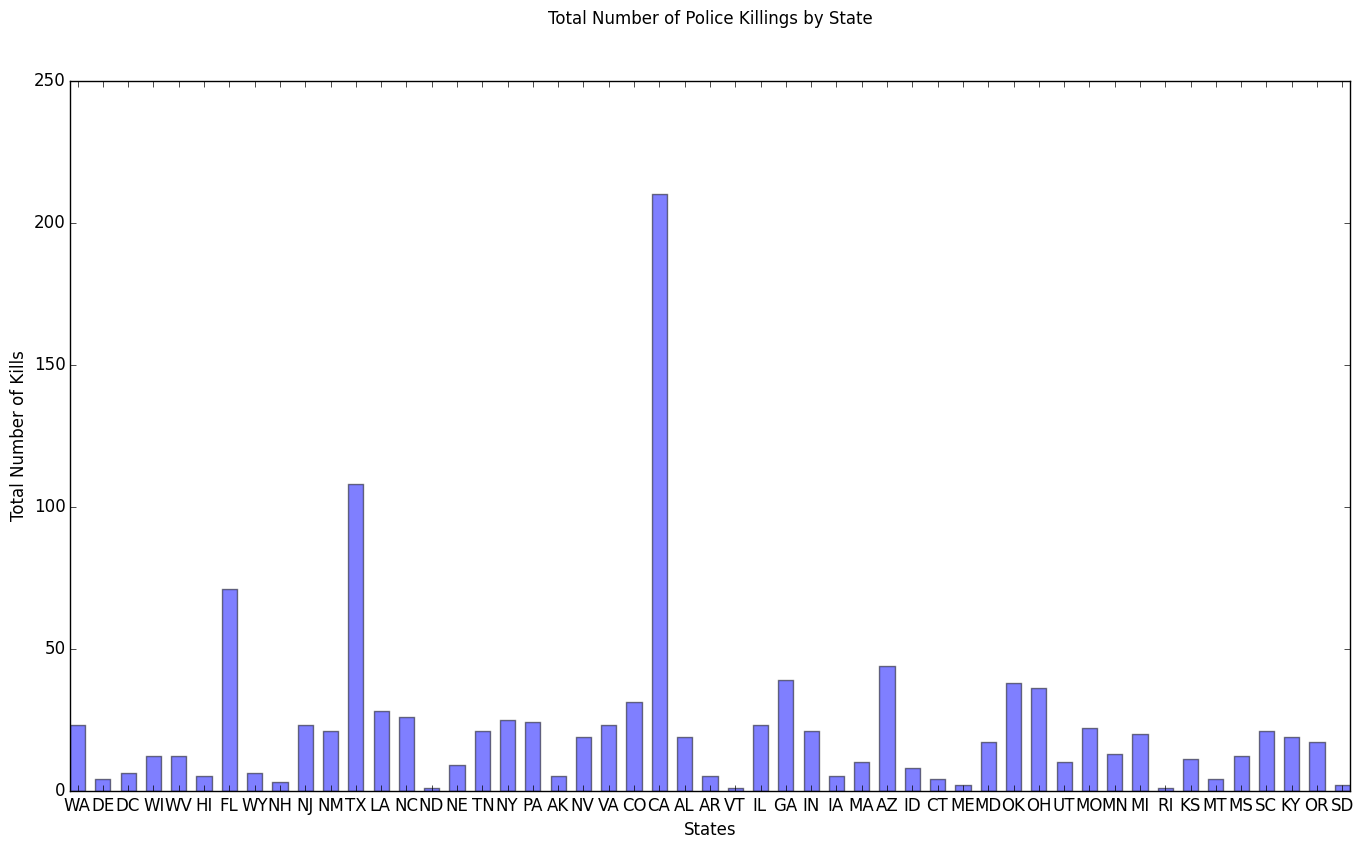 Total Number of Police Killings by State
250
200
150
100
50
0
Total Number of Kills
WA DE DC WI WV HI FL WY NH NJ NM TX LA NC ND NE TN NY PA AK NV VA CO CA AL AR VT IL GA IN IA MA AZ ID CT ME MD OK OH UT MO MN MI RI KS MT MS SC KY OR SD
States